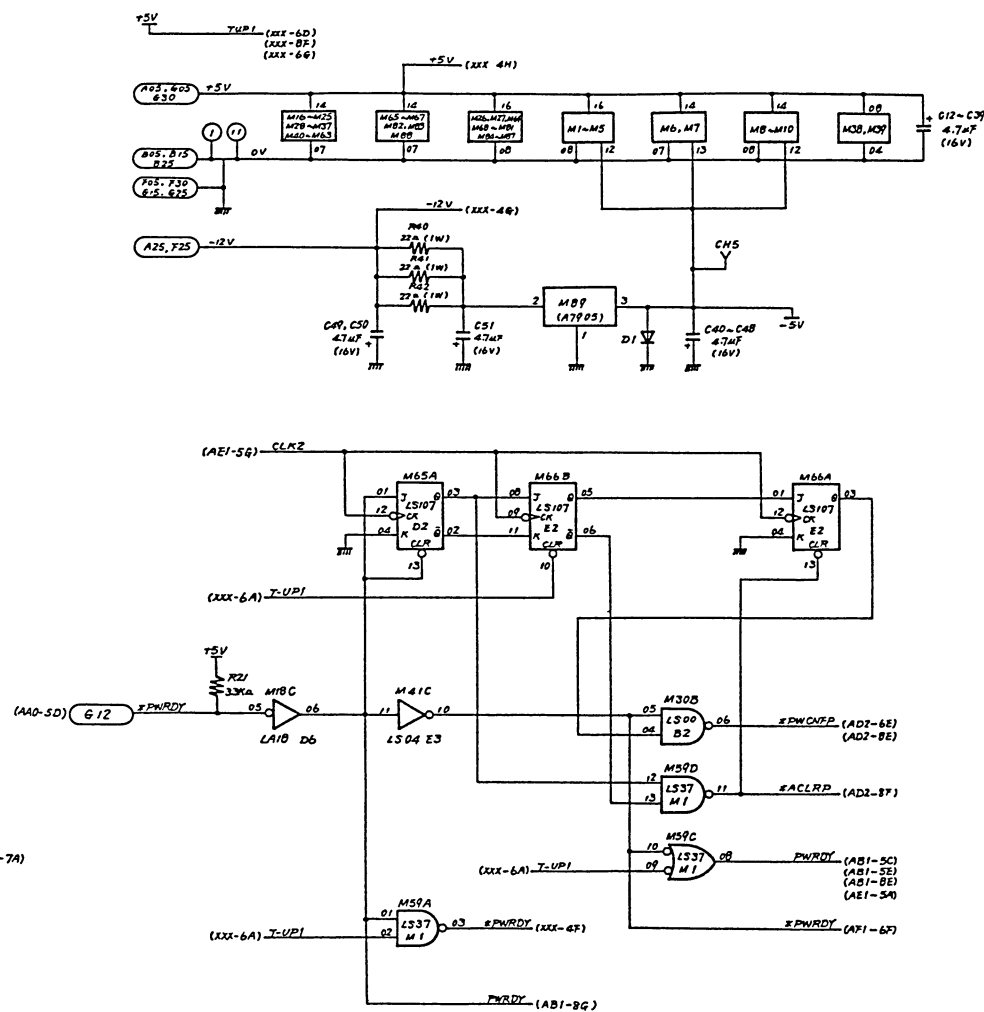 +5V
TUP1 (XXX-6D)
(XXX-8F)
(XXX-6G)
+5V (XXX-4H)
A05, G05
G30
+5V
14
M16~M25
M28~M37
M40~M63
07
14
M65~M67
M82, M83
M88
07
16
08
16
M1~M5
08
12
14
M6, M7
07
13
14
M8~M10
08
12
08
M38, M39
04
+
C12~C39
4.7μF
(16V)
1
11
B05, B15
B25
0V
F05, F30
G15, G25
-12V (XXX-4G)
A25, F25
-12V
R40
22Ω (1W)
R41
22Ω (1W)
R42
22Ω (1W)
C49, C50
4.7μF
(16V)
+
C51
4.7μF
(16V)
+
2
M89
(A7905)
3
1
D1
CH5
C40~C48
4.7μF
(16V)
+
-5V
(AE1-5G) CLK2
M65A
01 J Q 03
LS107
12 CK
D2
04 K Q̄ 02
CLR
13
M66B
08 J Q 05
LS107
09 CK
E2
11 K Q̄ 06
CLR
10
M66A
01 J Q 03
LS107
12 CK
E2
04 K
CLR
13
(XXX-6A) T-UP1
+5V
R21
33KΩ
(AA0-5D) G12 *PWRDY
M18C
05 06
LA18 D6
M41C
11 10
LS04 E3
M30B
05
LS00
04
B2
06
*PWCNFP (AD2-6E)
(AD2-8E)
M59D
12
LS37
13
M1
11
*ACLRP (AD2-8F)
M59C
10
LS37
09
M1
08
PWRDY (AB1-5C)
(AB1-5E)
(AB1-8E)
(AE1-5A)
(XXX-6A) T-UP1
-7A)
M59A
01
LS37
02
M1
03
*PWRDY (XXX-4F)
(XXX-6A) T-UP1
*PWRDY (AF1-6F)
PWRDY (AB1-8G)